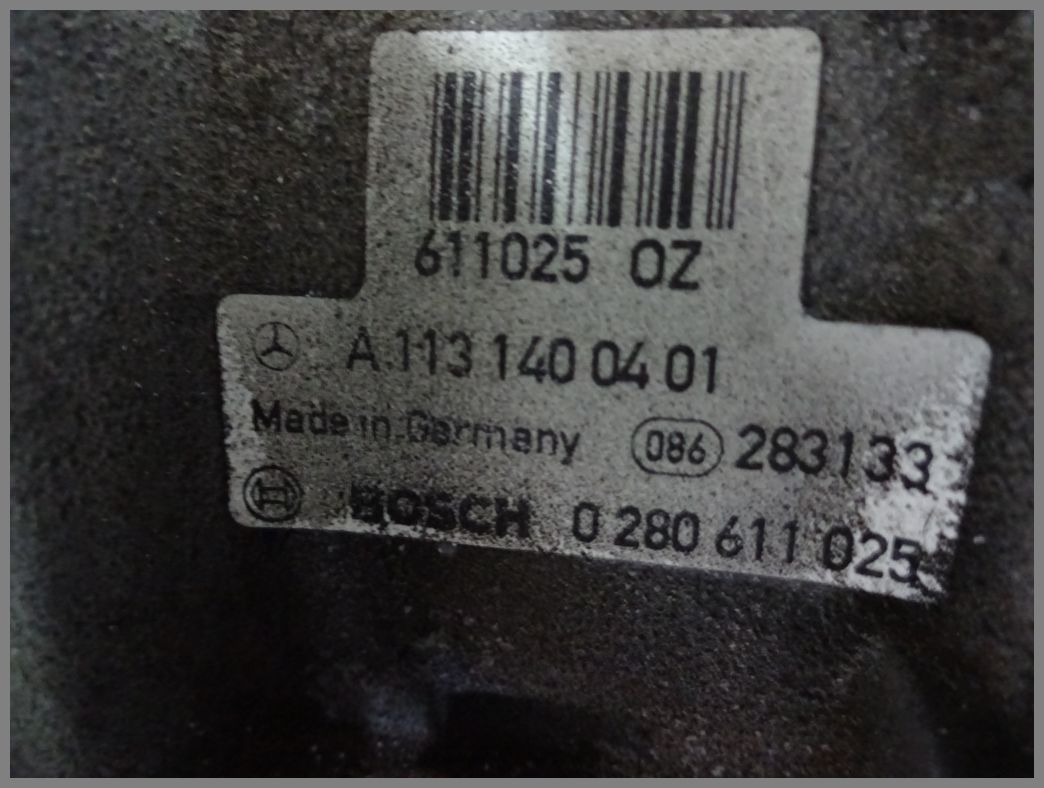 611025 OZ
A 113 140 04 01
Made in Germany 086 283133
BOSCH 0 280 611 025